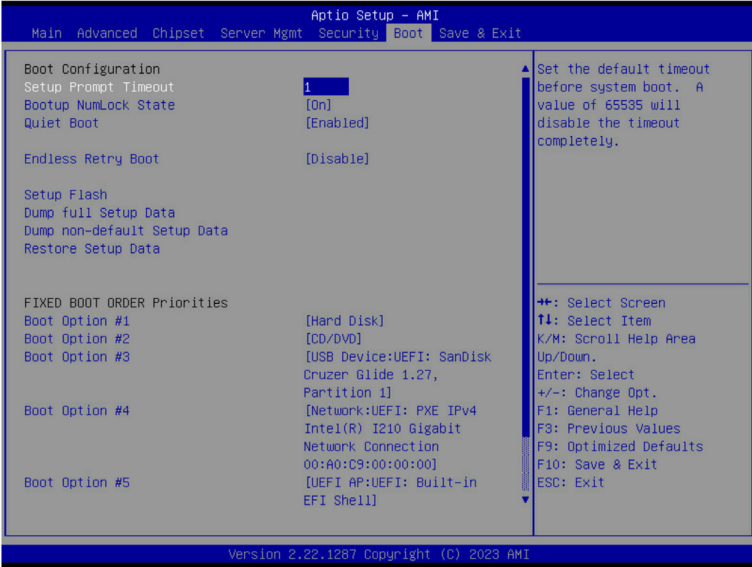 Aptio Setup – AMI
Main Advanced Chipset Server Mgmt Security Boot Save & Exit
Boot Configuration
Setup Prompt Timeout 1
Bootup NumLock State [On]
Quiet Boot [Enabled]
Endless Retry Boot [Disable]
Setup Flash
Dump full Setup Data
Dump non-default Setup Data
Restore Setup Data
FIXED BOOT ORDER Priorities
Boot Option #1 [Hard Disk]
Boot Option #2 [CD/DVD]
Boot Option #3 [USB Device:UEFI: SanDisk
Cruzer Glide 1.27,
Partition 1]
Boot Option #4 [Network:UEFI: PXE IPv4
Intel(R) I210 Gigabit
Network Connection
00:A0:C9:00:00:00]
Boot Option #5 [UEFI AP:UEFI: Built-in
EFI Shell]
Set the default timeout
before system boot. A
value of 65535 will
disable the timeout
completely.
→←: Select Screen
↑↓: Select Item
K/M: Scroll Help Area
Up/Down.
Enter: Select
+/-: Change Opt.
F1: General Help
F3: Previous Values
F9: Optimized Defaults
F10: Save & Exit
ESC: Exit
Version 2.22.1287 Copyright (C) 2023 AMI